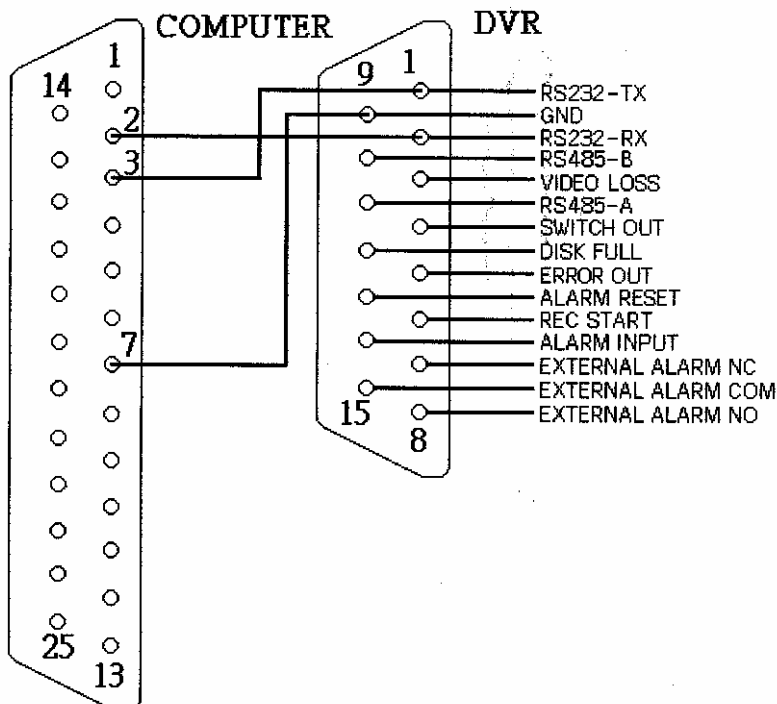 COMPUTER
DVR
1
14
2
3
7
25
13
9
1
15
8
RS232-TX
GND
RS232-RX
RS485-B
VIDEO LOSS
RS485-A
SWITCH OUT
DISK FULL
ERROR OUT
ALARM RESET
REC START
ALARM INPUT
EXTERNAL ALARM NC
EXTERNAL ALARM COM
EXTERNAL ALARM NO